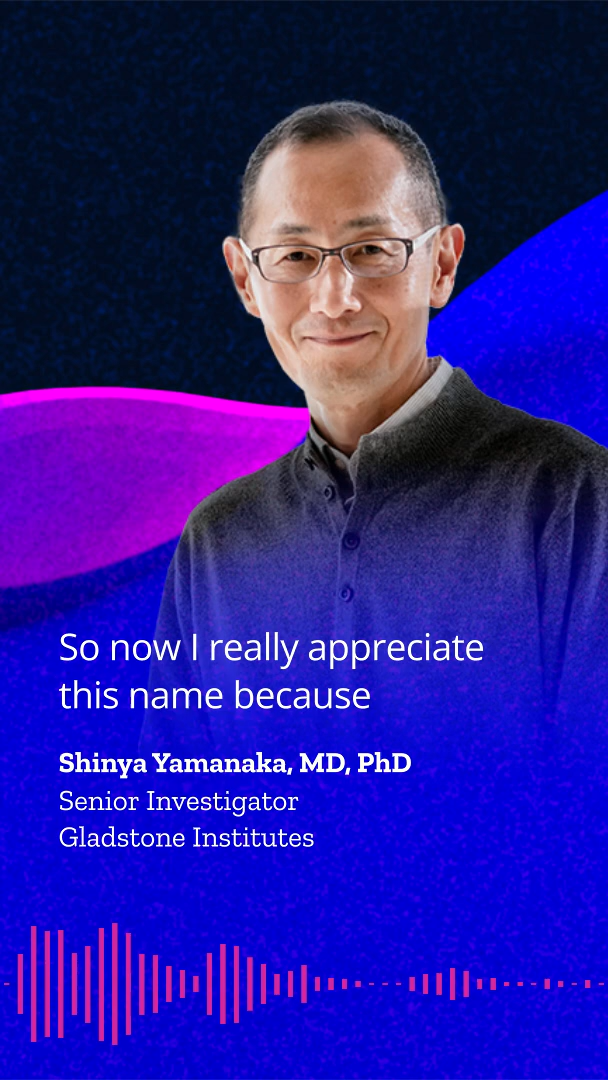 So now I really appreciate
this name because
Shinya Yamanaka, MD, PhD
Senior Investigator
Gladstone Institutes